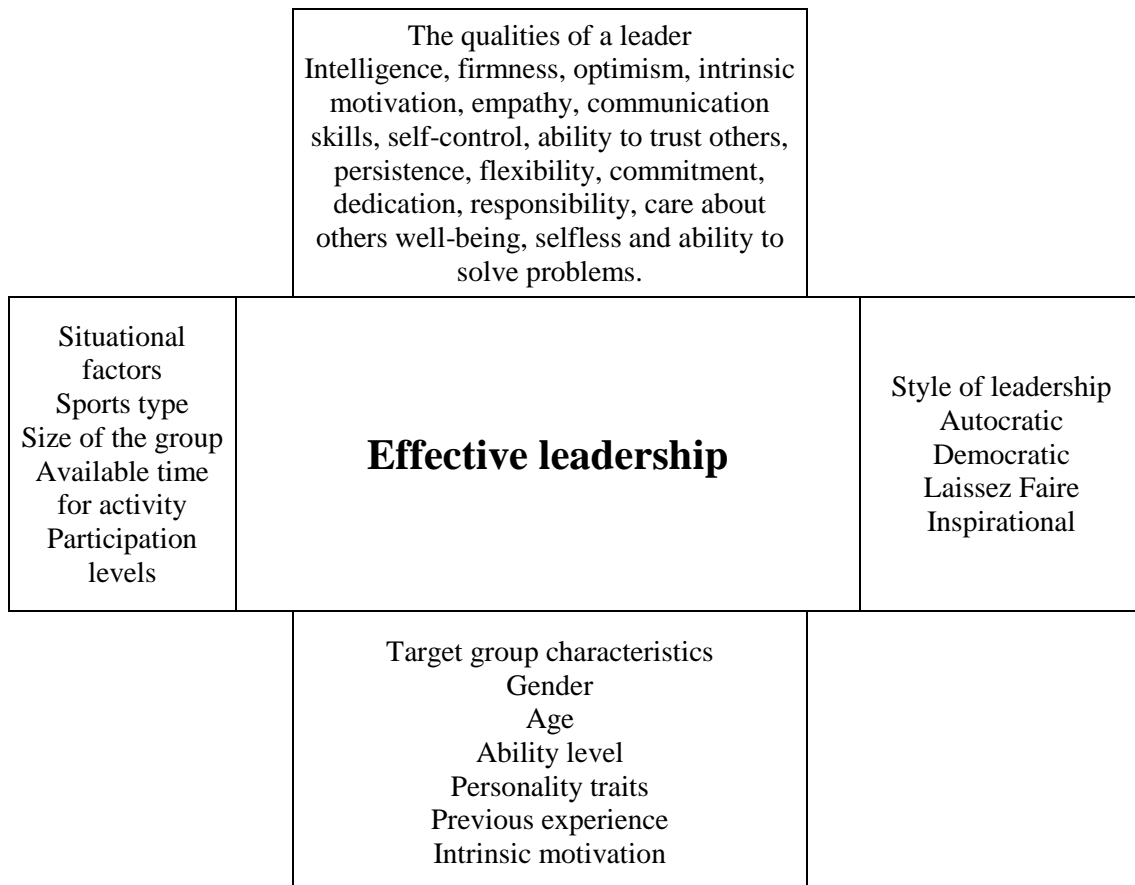 The qualities of a leader
Intelligence, firmness, optimism, intrinsic
motivation, empathy, communication
skills, self-control, ability to trust others,
persistence, flexibility, commitment,
dedication, responsibility, care about
others well-being, selfless and ability to
solve problems.
Situational
factors
Sports type
Size of the group
Available time
for activity
Participation
levels
Effective leadership
Style of leadership
Autocratic
Democratic
Laissez Faire
Inspirational
Target group characteristics
Gender
Age
Ability level
Personality traits
Previous experience
Intrinsic motivation